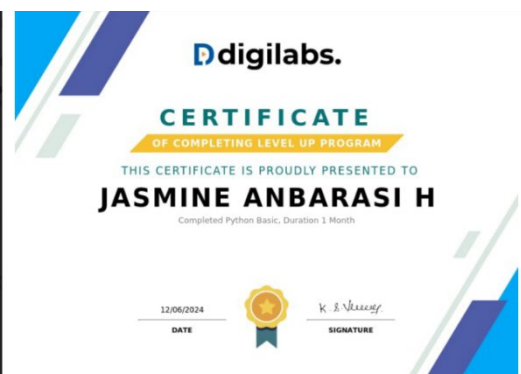 digilabs.
CERTIFICATE
OF COMPLETING LEVEL UP PROGRAM
THIS CERTIFICATE IS PROUDLY PRESENTED TO
JASMINE ANBARASI H
Completed Python Basic, Duration 1 Month
12/06/2024
DATE
SIGNATURE